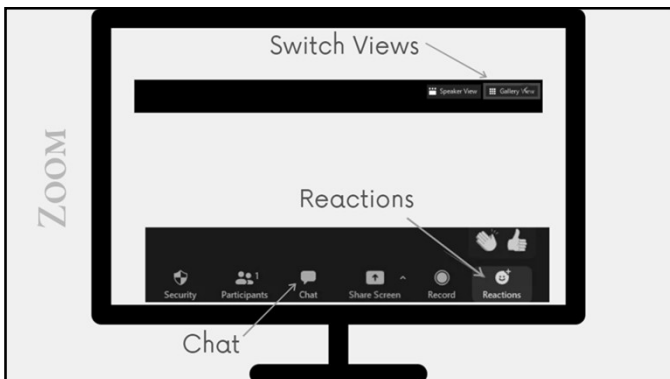 Switch Views
Speaker View Gallery View
ZOOM
Reactions
1
Security Participants Chat Share Screen Record Reactions
Chat